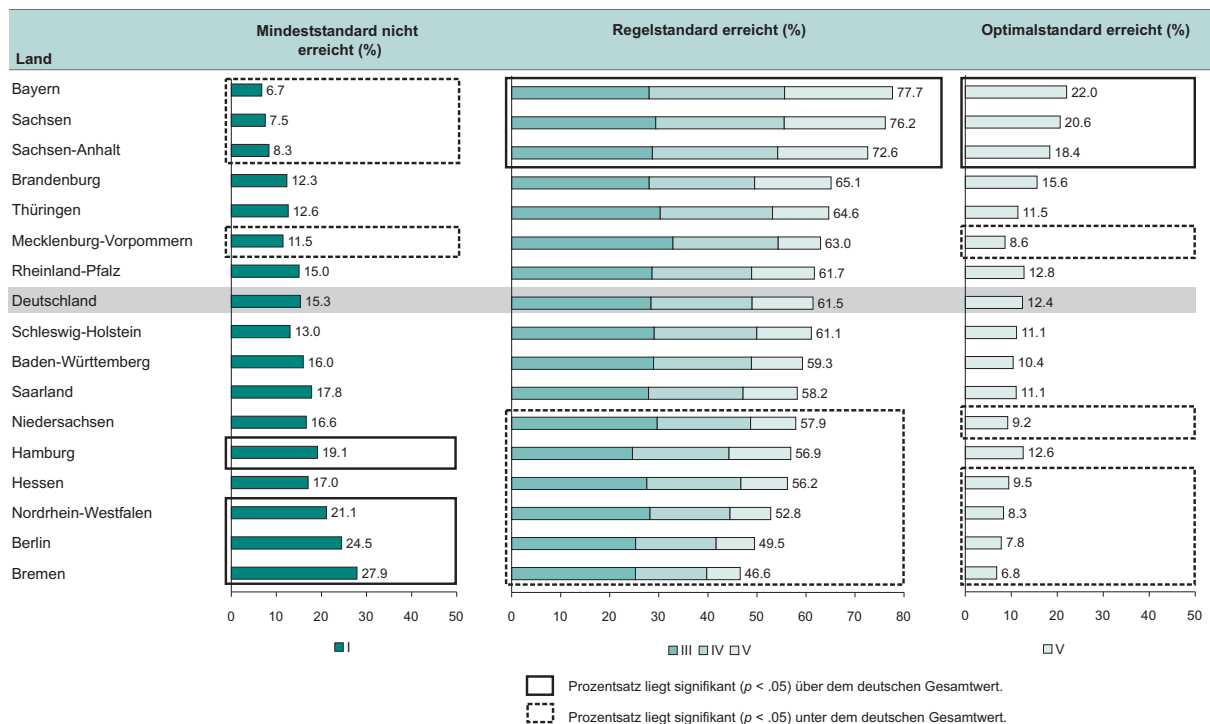 Land
Mindeststandard nicht
erreicht (%)
Regelstandard erreicht (%)
Optimalstandard erreicht (%)
Bayern 6.7 77.7 22.0
Sachsen 7.5 76.2 20.6
Sachsen-Anhalt 8.3 72.6 18.4
Brandenburg 12.3 65.1 15.6
Thüringen 12.6 64.6 11.5
Mecklenburg-Vorpommern 11.5 63.0 8.6
Rheinland-Pfalz 15.0 61.7 12.8
Deutschland 15.3 61.5 12.4
Schleswig-Holstein 13.0 61.1 11.1
Baden-Württemberg 16.0 59.3 10.4
Saarland 17.8 58.2 11.1
Niedersachsen 16.6 57.9 9.2
Hamburg 19.1 56.9 12.6
Hessen 17.0 56.2 9.5
Nordrhein-Westfalen 21.1 52.8 8.3
Berlin 24.5 49.5 7.8
Bremen 27.9 46.6 6.8
0 10 20 30 40 50 0 10 20 30 40 50 60 70 80 0 10 20 30 40 50
I III IV V V
Prozentsatz liegt signifikant (p < .05) über dem deutschen Gesamtwert.
Prozentsatz liegt signifikant (p < .05) unter dem deutschen Gesamtwert.